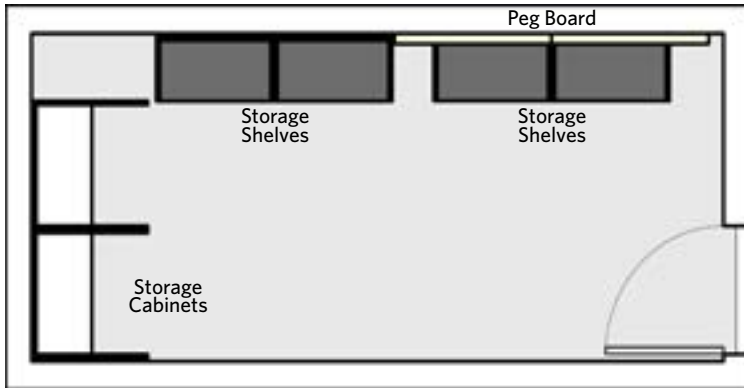 Peg Board
Storage
Shelves
Storage
Shelves
Storage
Cabinets